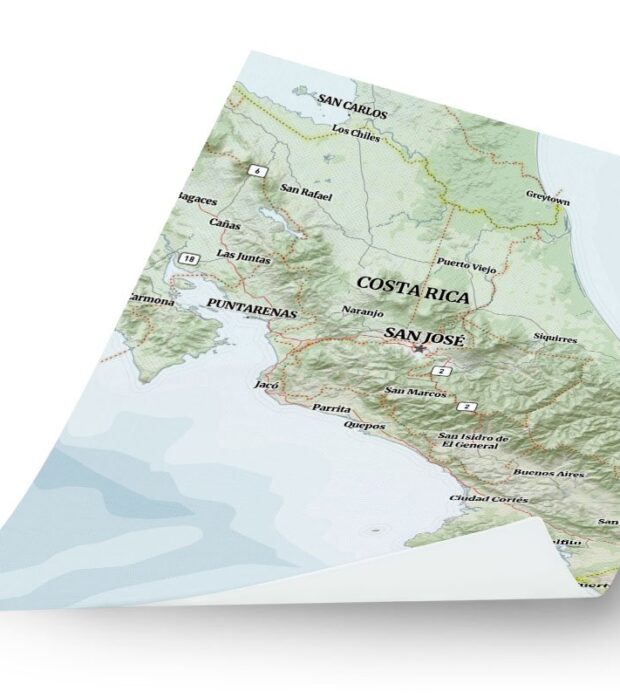 SAN CARLOS
Los Chiles
6
San Rafael
Greytown
Bagaces
Cañas
Las Juntas
Puerto Viejo
18
COSTA RICA
PUNTARENAS
Naranjo
SAN JOSÉ
Siquirres
2
Jacó
San Marcos
Parrita
2
Quepos
San Isidro de
El General
Buenos Aires
Ciudad Cortés
San